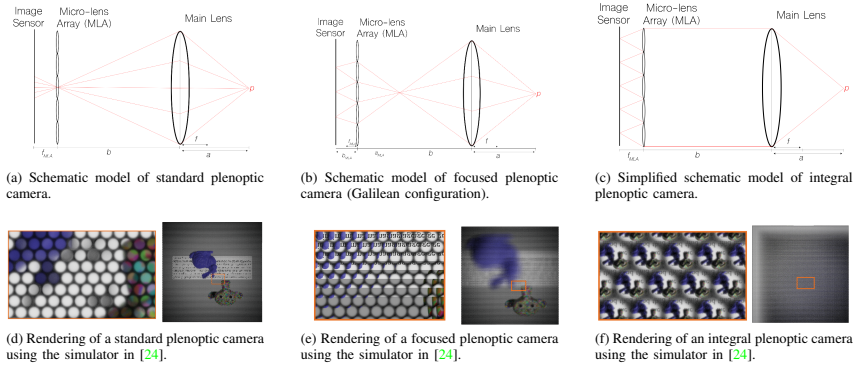 Image
Sensor
Micro-lens
Array (MLA)
Main Lens
p
f
f_MLA
b
a
Image
Sensor
Micro-lens
Array (MLA)
Main Lens
p
f
b
a
Image
Sensor
Micro-lens
Array (MLA)
Main Lens
p
f
f_MLA
b
a
(a) Schematic model of standard plenoptic
camera.
(b) Schematic model of focused plenoptic
camera (Galilean configuration).
(c) Simplified schematic model of integral
plenoptic camera.
(d) Rendering of a standard plenoptic camera
using the simulator in [24].
(e) Rendering of a focused plenoptic camera
using the simulator in [24].
(f) Rendering of an integral plenoptic camera
using the simulator in [24].